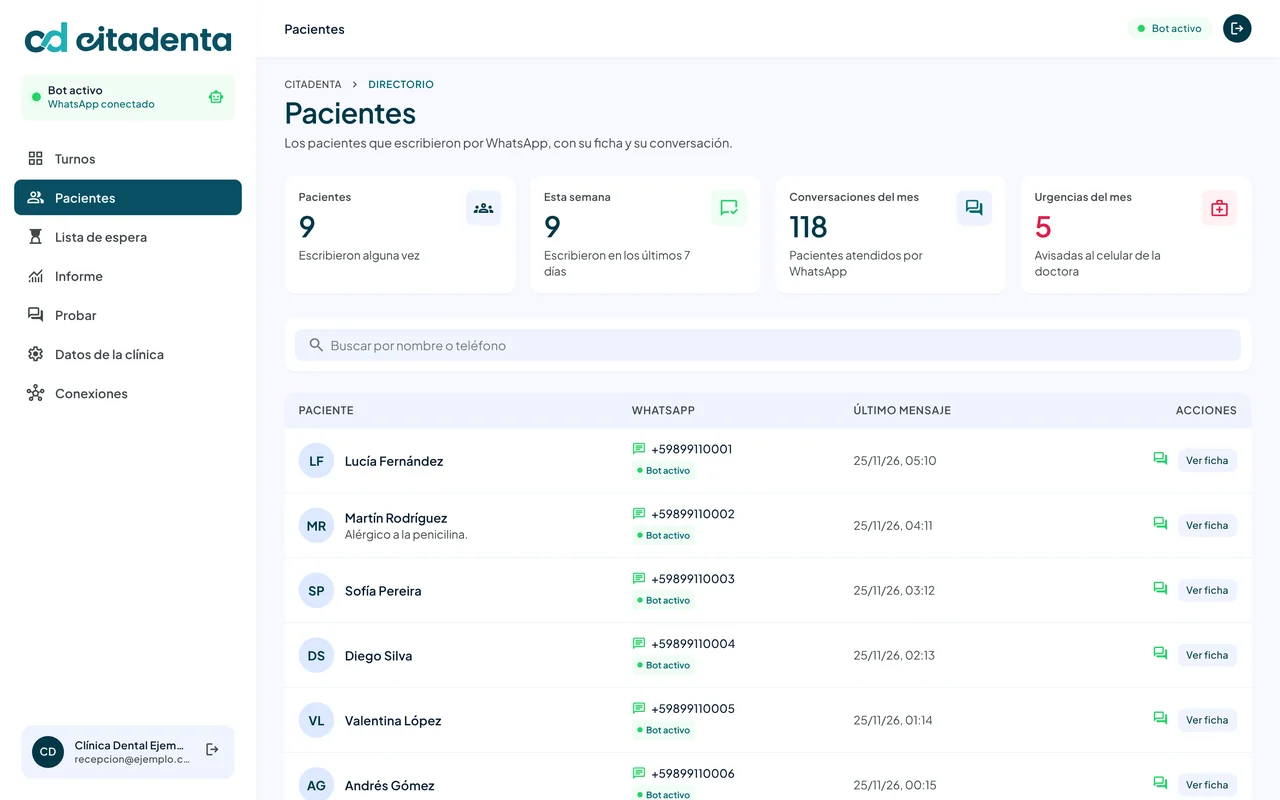 cd citadenta
Bot activo
WhatsApp conectado
Turnos
Pacientes
Lista de espera
Informe
Probar
Datos de la clínica
Conexiones
CD
Clínica Dental Ejem...
recepcion@ejemplo.c...
Pacientes
Bot activo
CITADENTA > DIRECTORIO
Pacientes
Los pacientes que escribieron por WhatsApp, con su ficha y su conversación.
Pacientes
9
Escribieron alguna vez
Esta semana
9
Escribieron en los últimos 7
días
Conversaciones del mes
118
Pacientes atendidos por
WhatsApp
Urgencias del mes
5
Avisadas al celular de la
doctora
Buscar por nombre o teléfono
PACIENTE WHATSAPP ÚLTIMO MENSAJE ACCIONES
LF Lucía Fernández +59899110001 25/11/26, 05:10 Ver ficha
Bot activo
MR Martín Rodríguez +59899110002 25/11/26, 04:11 Ver ficha
Alérgico a la penicilina. Bot activo
SP Sofía Pereira +59899110003 25/11/26, 03:12 Ver ficha
Bot activo
DS Diego Silva +59899110004 25/11/26, 02:13 Ver ficha
Bot activo
VL Valentina López +59899110005 25/11/26, 01:14 Ver ficha
Bot activo
AG Andrés Gómez +59899110006 25/11/26, 00:15 Ver ficha
Bot activo